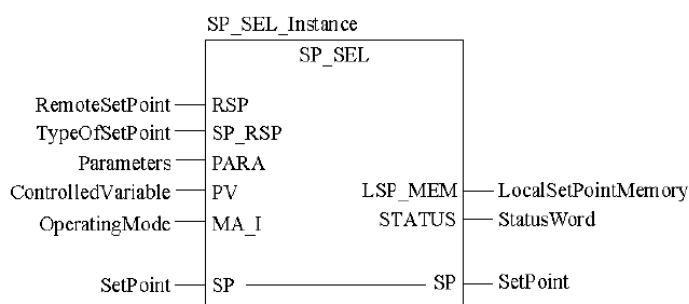 SP_SEL_Instance
SP_SEL
RemoteSetPoint RSP
TypeOfSetPoint SP_RSP
Parameters PARA
ControlledVariable PV LSP_MEM LocalSetPointMemory
OperatingMode MA_I STATUS StatusWord
SetPoint SP SP SetPoint